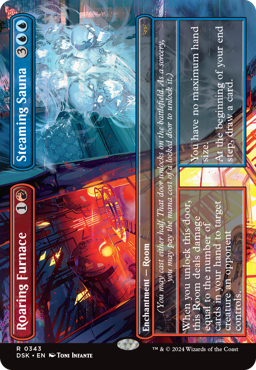 Roaring Furnace
1
Enchantment — Room
(You may cast either half. That door unlocks on the battlefield. As a sorcery,
you may pay the mana cost of a locked door to unlock it.)
When you unlock this door,
this Room deals damage
equal to the number of
cards in your hand to target
creature an opponent
controls.
Steaming Sauna
3
You have no maximum hand
size.
At the beginning of your end
step, draw a card.
R 0343
DSK • EN Toni Infante
™ & © 2024 Wizards of the Coast